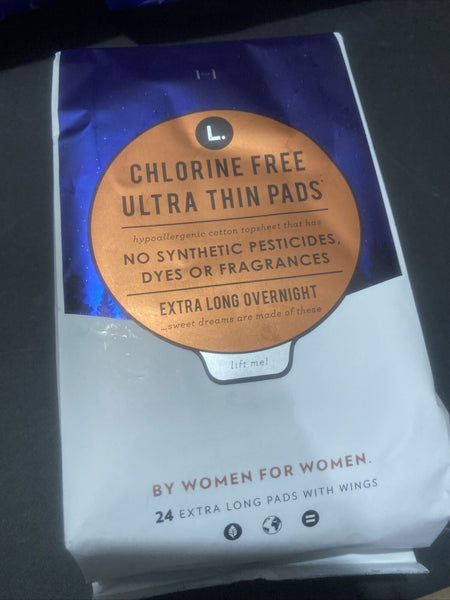 L.
CHLORINE FREE
ULTRA THIN PADS*
hypoallergenic cotton topsheet that has
NO SYNTHETIC PESTICIDES,
DYES OR FRAGRANCES
EXTRA LONG OVERNIGHT
...sweet dreams are made of these
lift me!
BY WOMEN FOR WOMEN.
24 EXTRA LONG PADS WITH WINGS